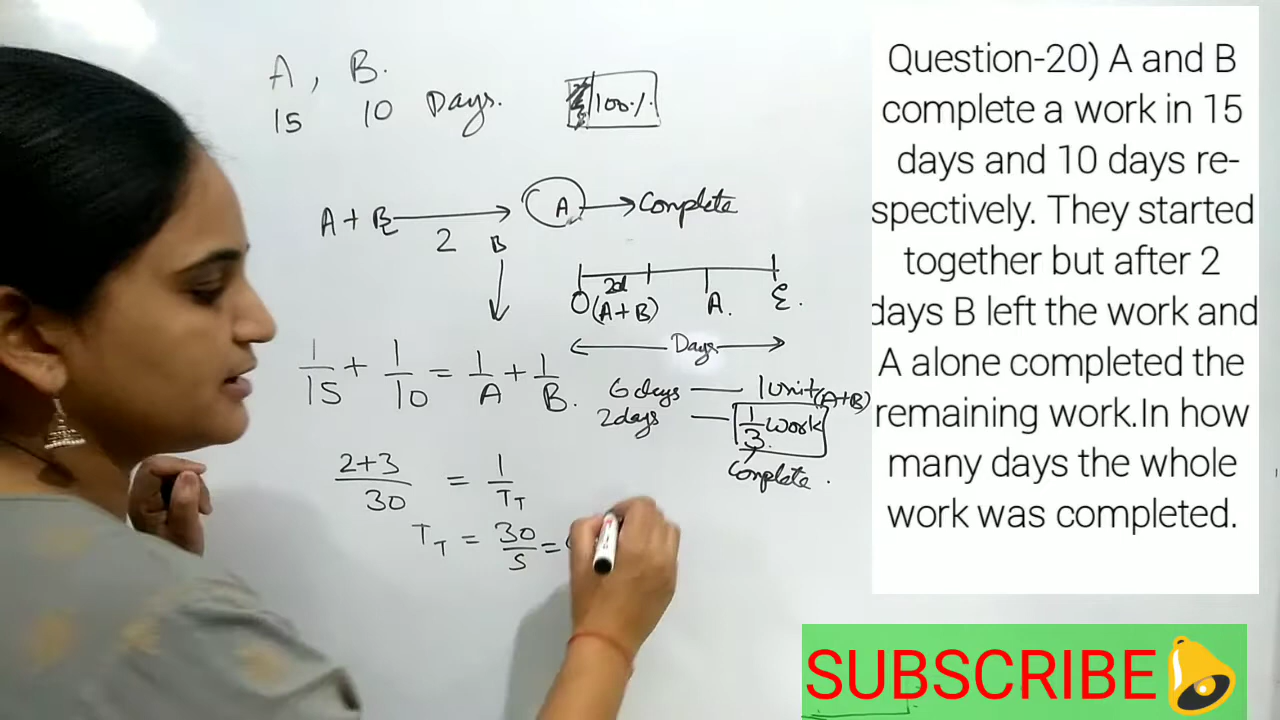 A, B.
15 10 Days.
100%
A+B
2
B
A
Complete
2d
O (A+B) A. E.
Days
1/15 + 1/10 = 1/A + 1/B.
6 days — 1 unit (A+B)
2 days — 1/3 work
Complete.
2+3/30 = 1/TT
TT = 30/5 =
Question-20) A and B
complete a work in 15
days and 10 days re-
spectively. They started
together but after 2
days B left the work and
A alone completed the
remaining work.In how
many days the whole
work was completed.
SUBSCRIBE